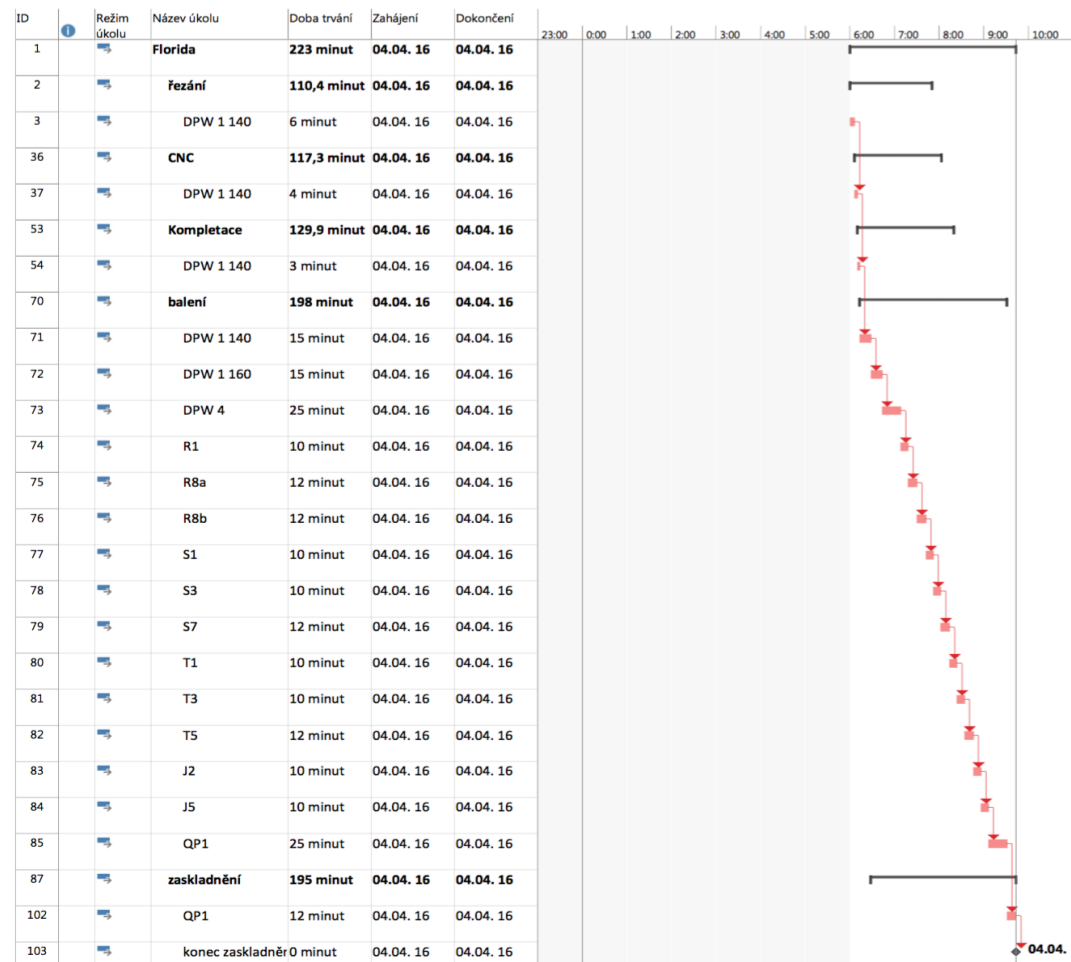 ID Režim úkolu Název úkolu Doba trvání Zahájení Dokončení
23:00 0:00 1:00 2:00 3:00 4:00 5:00 6:00 7:00 8:00 9:00 10:00
1 Florida 223 minut 04.04. 16 04.04. 16
2 řezání 110,4 minut 04.04. 16 04.04. 16
3 DPW 1 140 6 minut 04.04. 16 04.04. 16
36 CNC 117,3 minut 04.04. 16 04.04. 16
37 DPW 1 140 4 minut 04.04. 16 04.04. 16
53 Kompletace 129,9 minut 04.04. 16 04.04. 16
54 DPW 1 140 3 minut 04.04. 16 04.04. 16
70 balení 198 minut 04.04. 16 04.04. 16
71 DPW 1 140 15 minut 04.04. 16 04.04. 16
72 DPW 1 160 15 minut 04.04. 16 04.04. 16
73 DPW 4 25 minut 04.04. 16 04.04. 16
74 R1 10 minut 04.04. 16 04.04. 16
75 R8a 12 minut 04.04. 16 04.04. 16
76 R8b 12 minut 04.04. 16 04.04. 16
77 S1 10 minut 04.04. 16 04.04. 16
78 S3 10 minut 04.04. 16 04.04. 16
79 S7 12 minut 04.04. 16 04.04. 16
80 T1 10 minut 04.04. 16 04.04. 16
81 T3 10 minut 04.04. 16 04.04. 16
82 T5 12 minut 04.04. 16 04.04. 16
83 J2 10 minut 04.04. 16 04.04. 16
84 J5 10 minut 04.04. 16 04.04. 16
85 QP1 25 minut 04.04. 16 04.04. 16
87 zaskladnění 195 minut 04.04. 16 04.04. 16
102 QP1 12 minut 04.04. 16 04.04. 16
103 konec zaskladněr 0 minut 04.04. 16 04.04. 16 04.04.